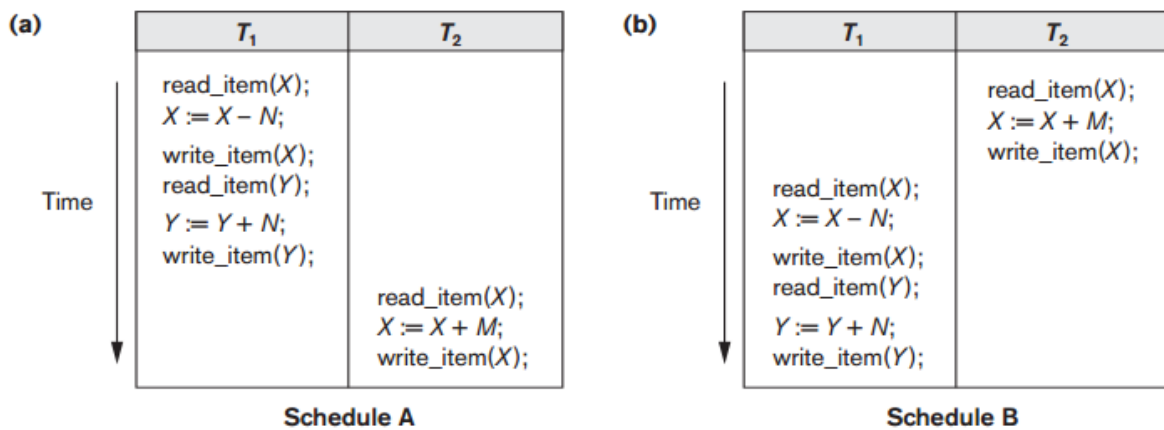 (a)
T₁ T₂
read_item(X);
X := X – N;
write_item(X);
read_item(Y);
Time
Y := Y + N;
write_item(Y);
read_item(X);
X := X + M;
write_item(X);
Schedule A
(b)
T₁ T₂
read_item(X);
X := X + M;
write_item(X);
Time
read_item(X);
X := X – N;
write_item(X);
read_item(Y);
Y := Y + N;
write_item(Y);
Schedule B